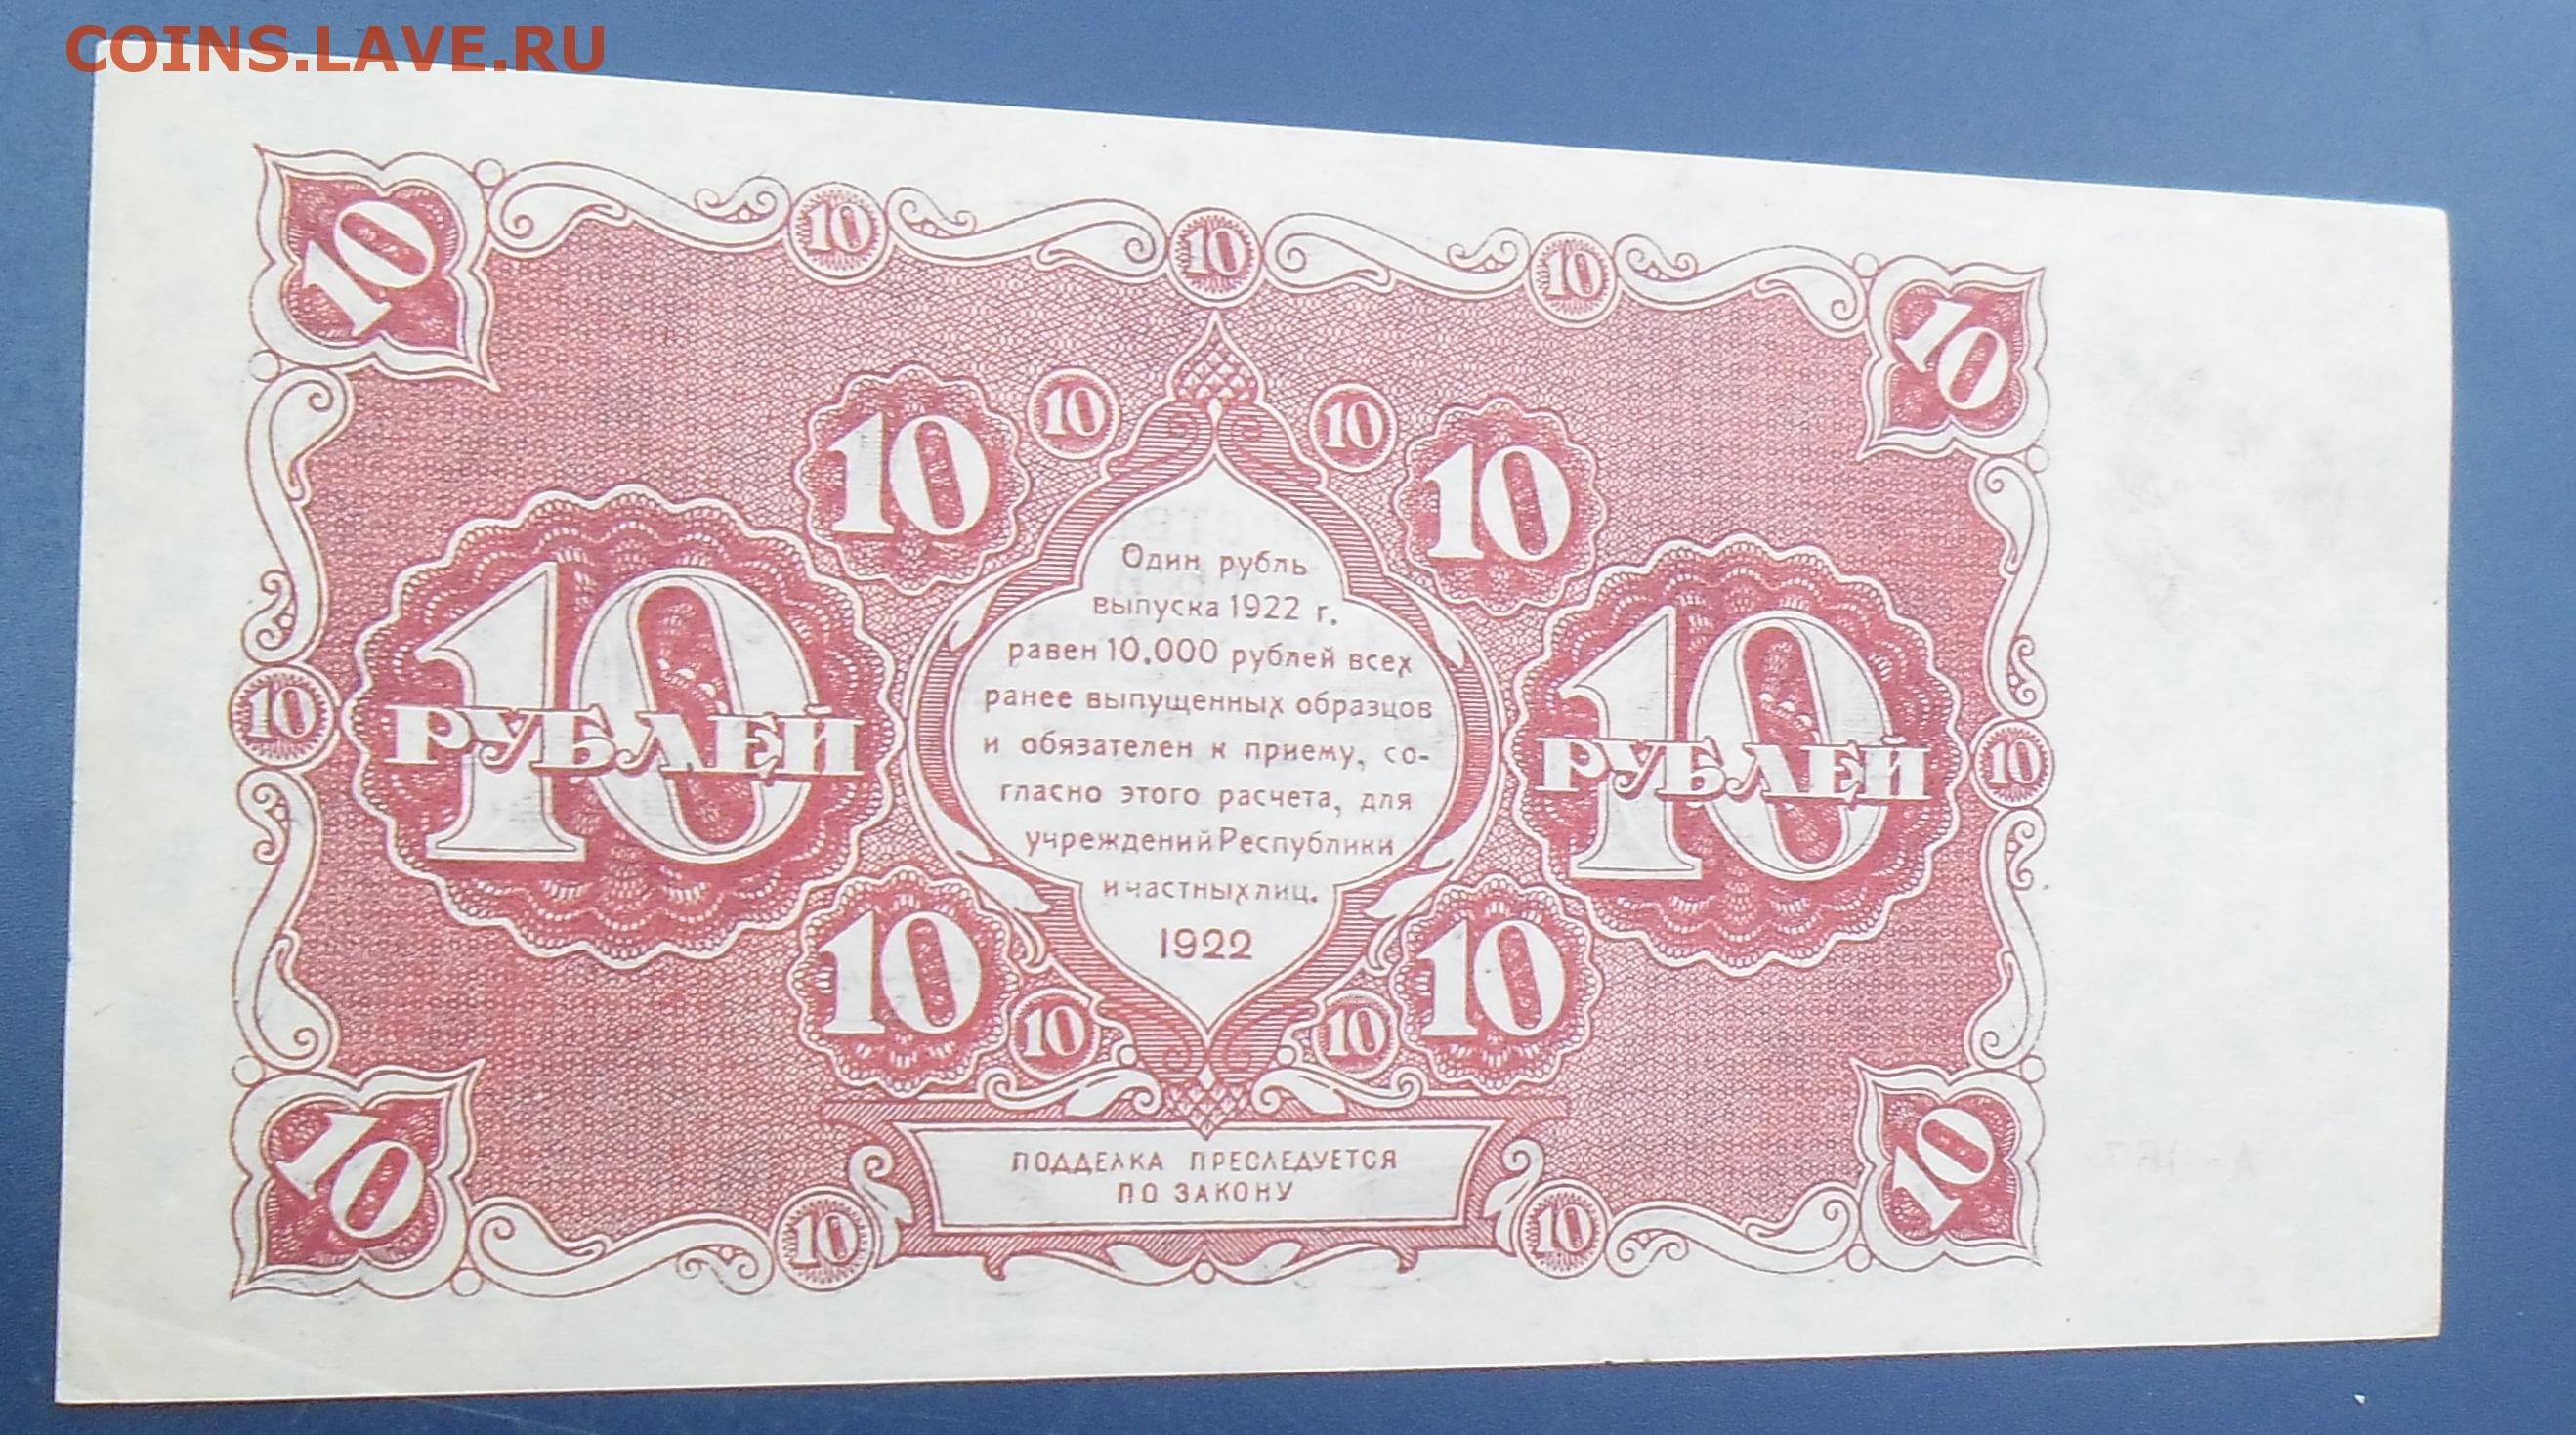 COINS.LAVE.RU
10 10 10 10 10
10 10 10 10
Один рубль
выпуска 1922 г.
равен 10.000 рублей всех
ранее выпущенных образцов
и обязателен к приему, со-
гласно этого расчета, для
учреждений Республики
и частных лиц.
1922
10 10
РУБЛЕЙ РУБЛЕЙ
10 10
10 10 10 10
ПОДДЕЛКА ПРЕСЛЕДУЕТСЯ
ПО ЗАКОНУ
10 10 10 10